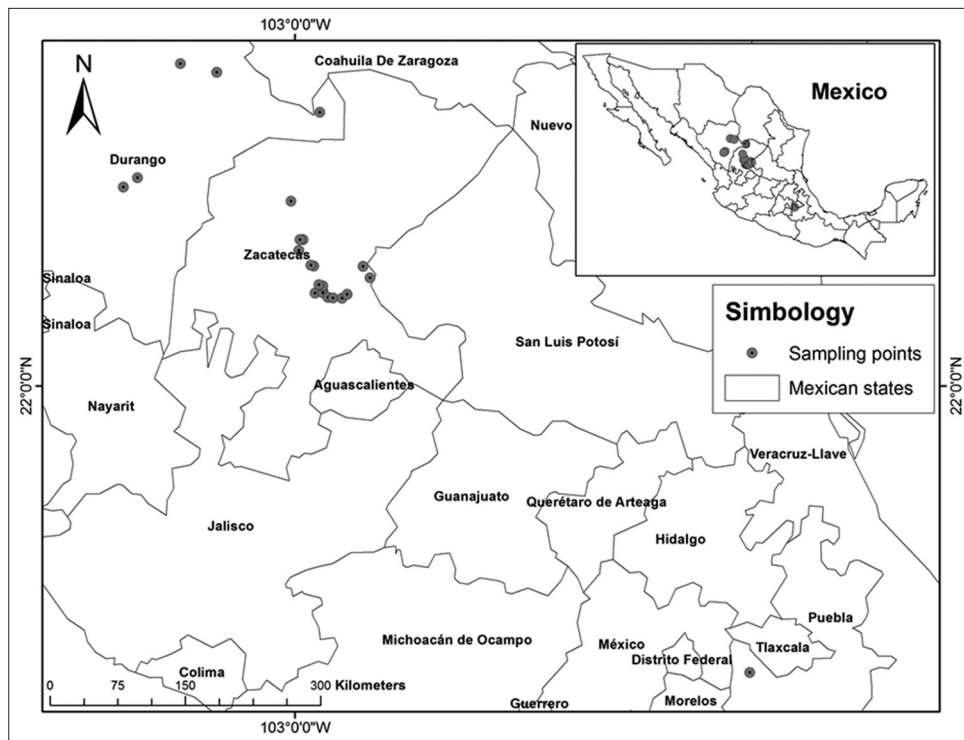 103°0'0"W
Coahuila De Zaragoza
N
Mexico
Nuevo
Durango
Zacatecas
Sinaloa
Sinaloa
Simbology
San Luis Potosí
Sampling points
Aguascalientes
Mexican states
22°0'0"N
22°0'0"N
Nayarit
Veracruz-Llave
Guanajuato
Querétaro de Arteaga
Jalisco
Hidalgo
Puebla
Michoacán de Ocampo
México
Tlaxcala
Distrito Federal
Colima
0 75 150 300 Kilometers
Guerrero
Morelos
103°0'0"W